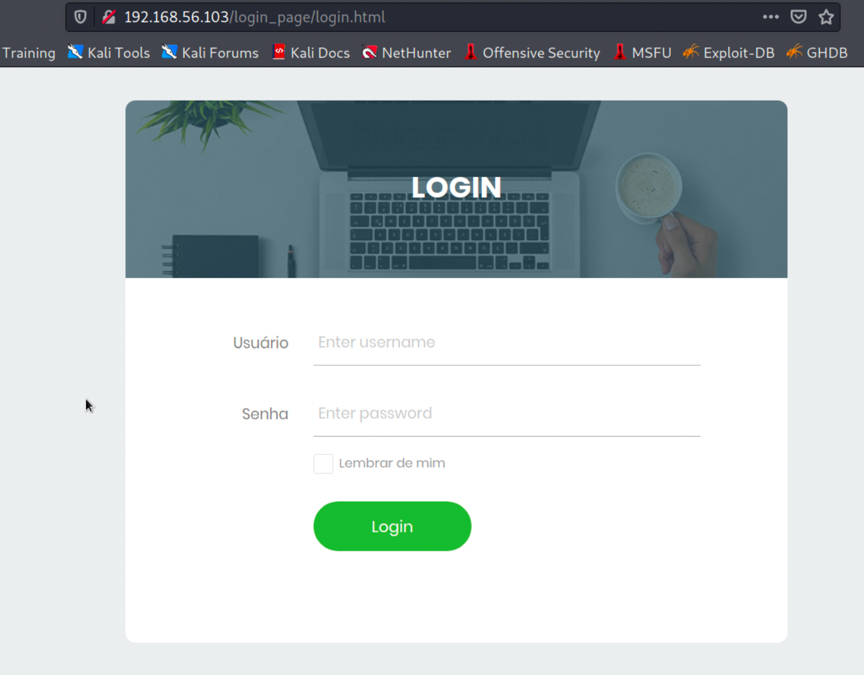 192.168.56.103/login_page/login.html
Training Kali Tools Kali Forums Kali Docs NetHunter Offensive Security MSFU Exploit-DB GHDB
LOGIN
Usuário Enter username
Senha Enter password
Lembrar de mim
Login